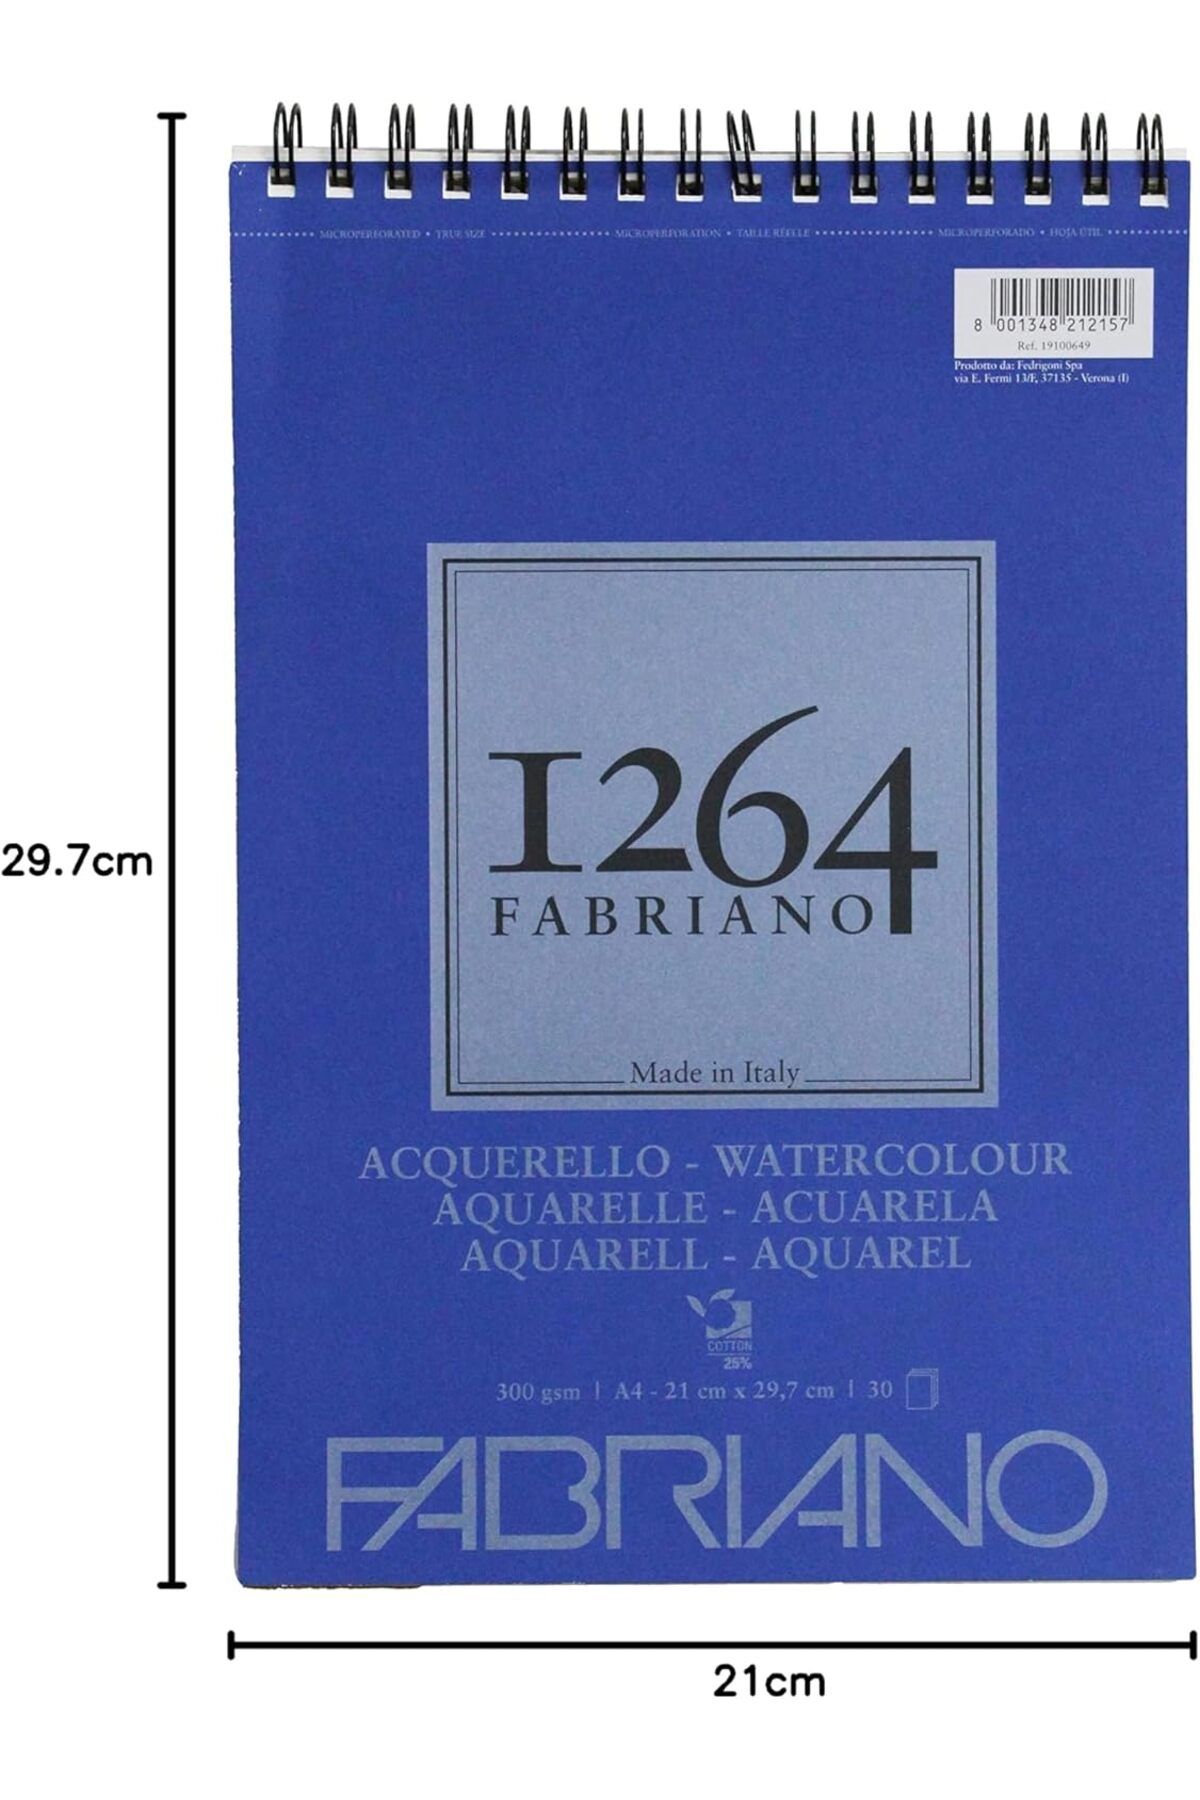 MICROPERFORATED • TRUE SIZE MICROPERFORATION • TAILLE RÉELLE MICROPERFORADO • HOJA ÚTIL
8 001348 212157
Ref. 19100649
Prodotto da: Fedrigoni Spa
via E. Fermi 13/F, 37135 - Verona (I)
29.7cm
1264
FABRIANO
Made in Italy
ACQUERELLO - WATERCOLOUR
AQUARELLE - ACUARELA
AQUARELL - AQUAREL
COTTON
25%
300 gsm | A4 - 21 cm x 29,7 cm | 30
FABRIANO
21cm